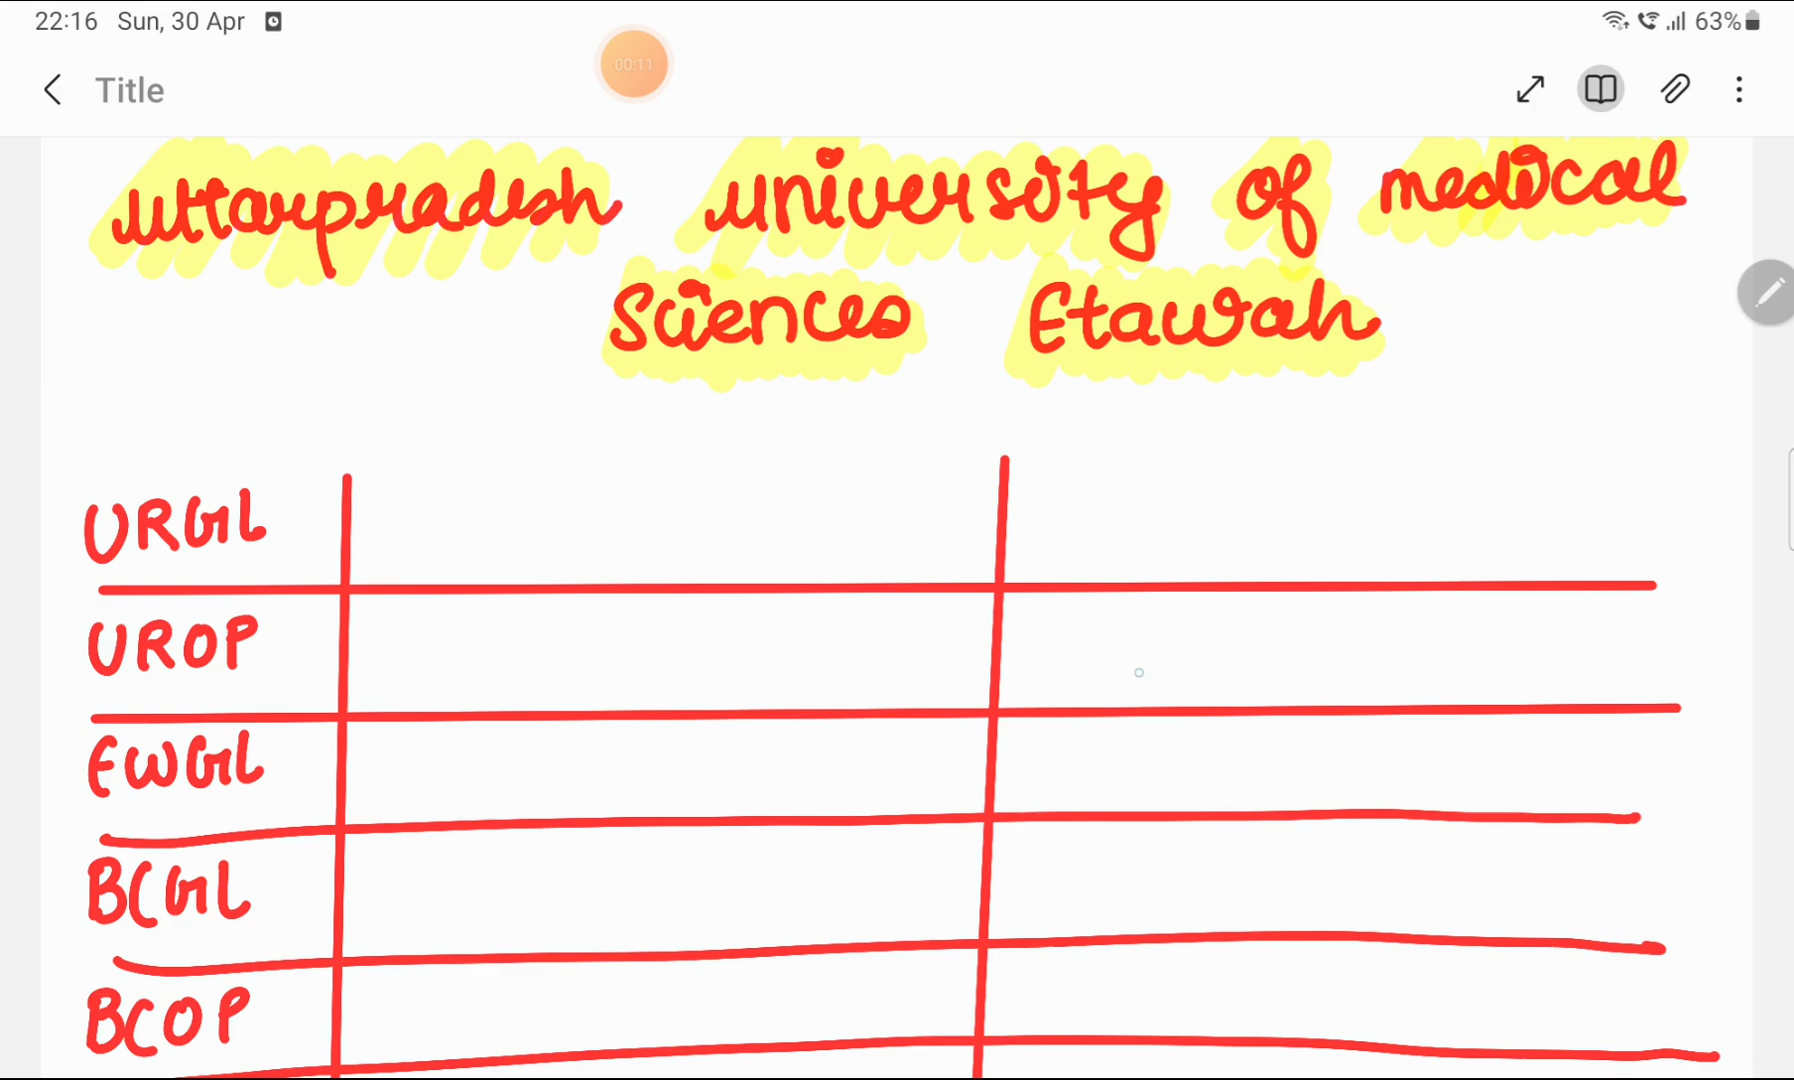 22:16 Sun, 30 Apr
63%
00:11
Title
uttarpradesh university of medical
Sciences Etawah
URGL
UROP
EWGL
BCGL
BCOP